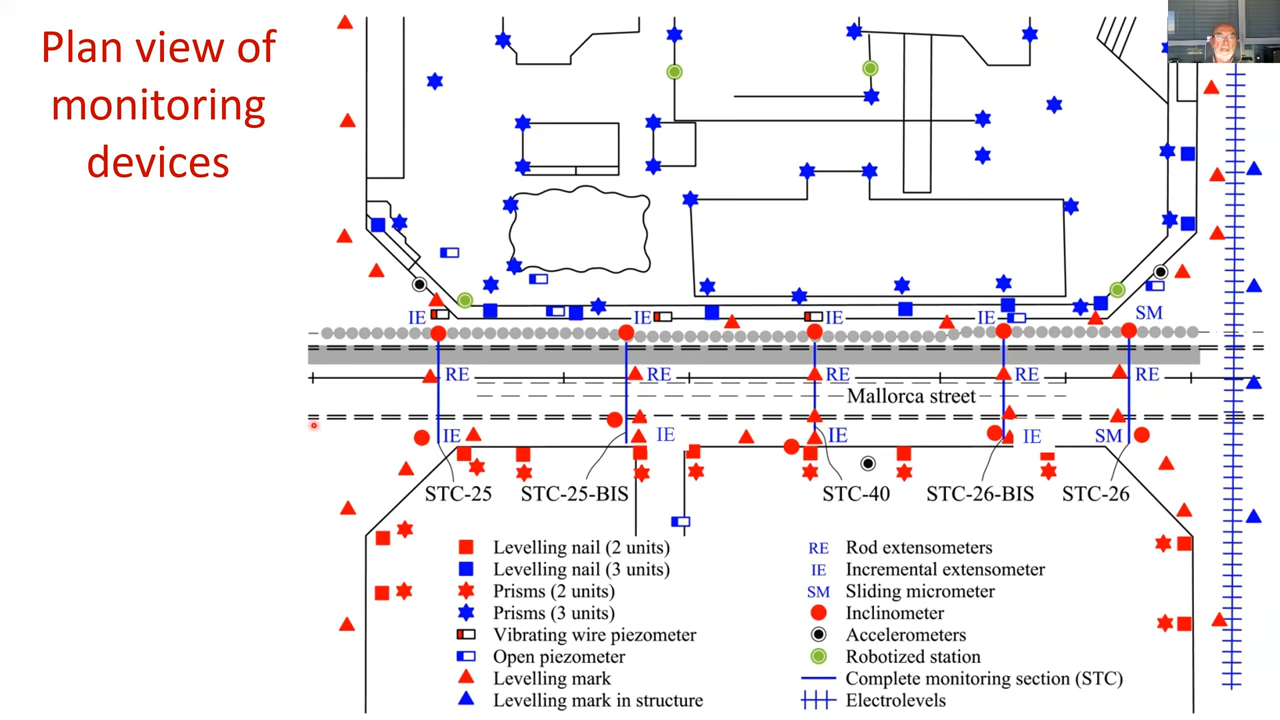 Plan view of
monitoring
devices
IE
IE
IE
IE
SM
RE
RE
RE
RE
RE
Mallorca street
IE
IE
IE
IE
SM
STC-25
STC-25-BIS
STC-40
STC-26-BIS
STC-26
Levelling nail (2 units)
Levelling nail (3 units)
Prisms (2 units)
Prisms (3 units)
Vibrating wire piezometer
Open piezometer
Levelling mark
Levelling mark in structure
RE Rod extensometers
IE Incremental extensometer
SM Sliding micrometer
Inclinometer
Accelerometers
Robotized station
Complete monitoring section (STC)
Electrolevels